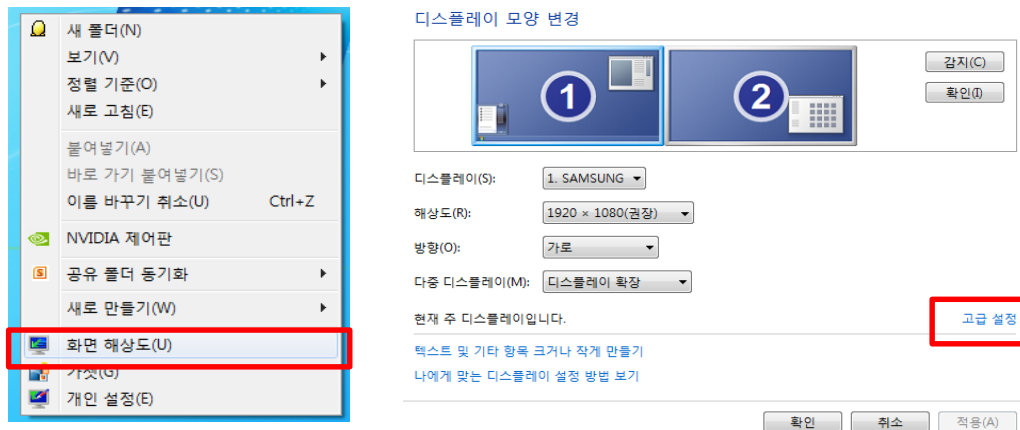 새 폴더(N)
보기(V)
정렬 기준(O)
새로 고침(E)
붙여넣기(A)
바로 가기 붙여넣기(S)
이름 바꾸기 취소(U) Ctrl+Z
NVIDIA 제어판
공유 폴더 동기화
새로 만들기(W)
화면 해상도(U)
가젯(G)
개인 설정(E)
디스플레이 모양 변경
1
2
감지(C)
확인(I)
디스플레이(S): 1. SAMSUNG
해상도(R): 1920 × 1080(권장)
방향(O): 가로
다중 디스플레이(M): 디스플레이 확장
현재 주 디스플레이입니다. 고급 설정
텍스트 및 기타 항목 크거나 작게 만들기
나에게 맞는 디스플레이 설정 방법 보기
확인 취소 적용(A)